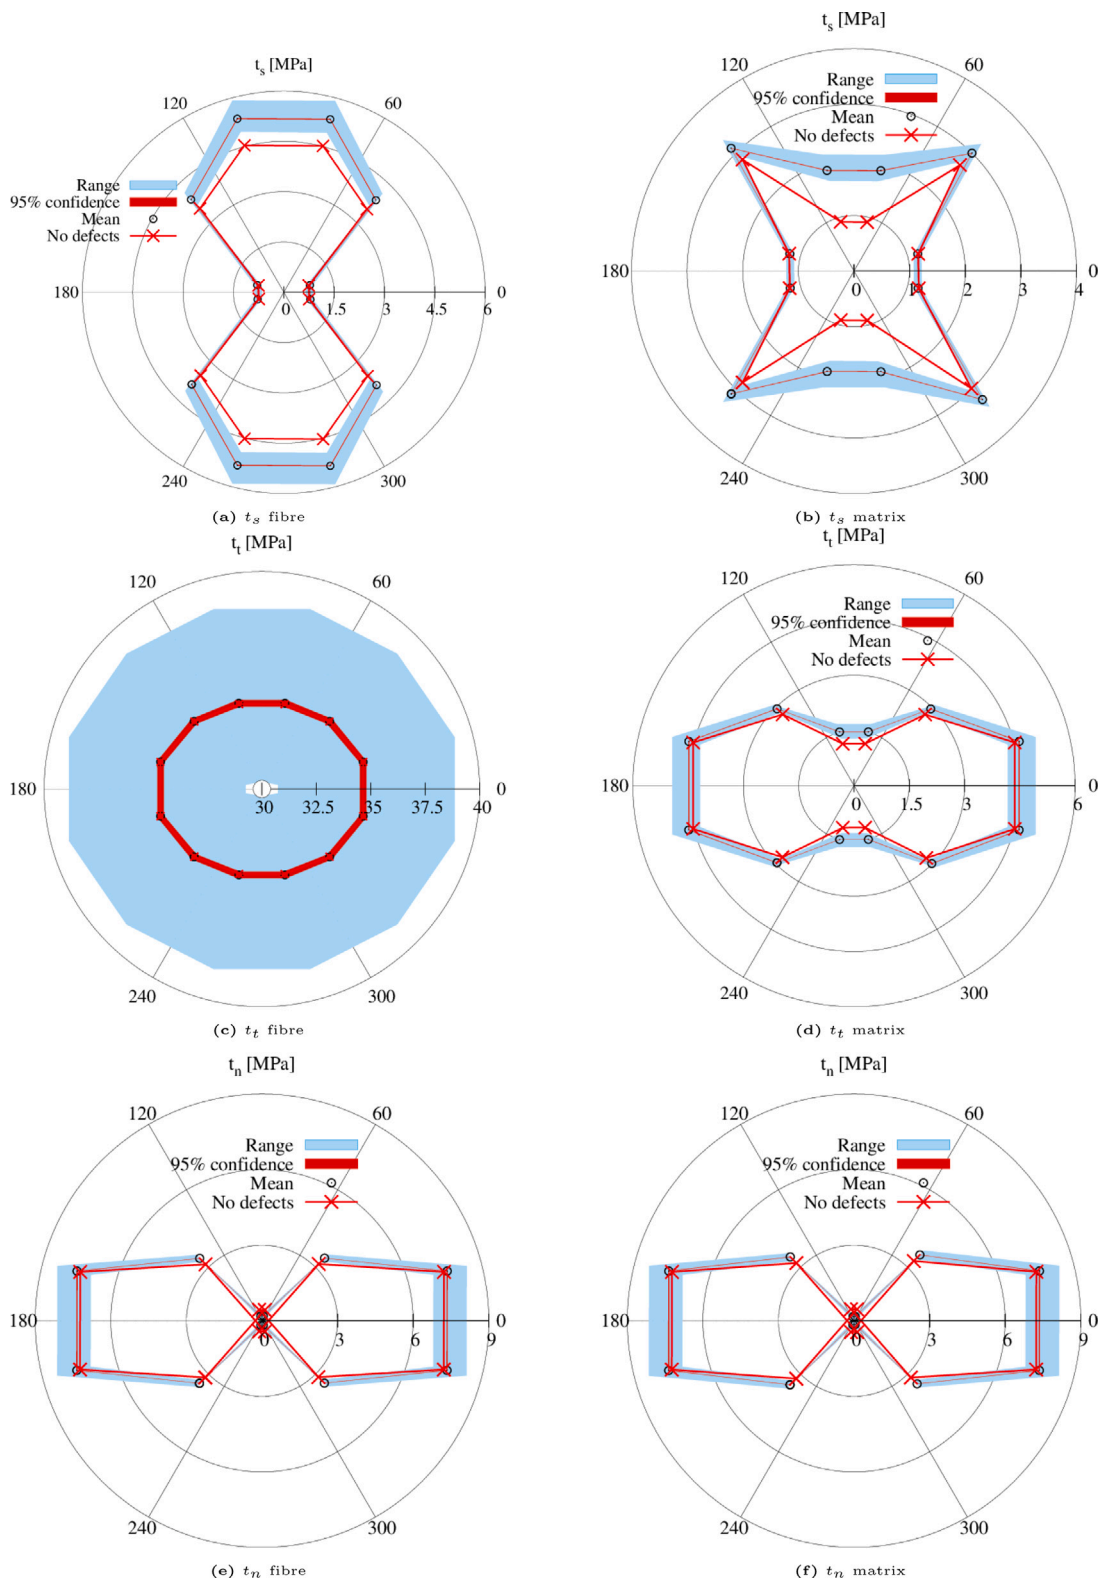 t_s [MPa]
120
60
Range
95% confidence
Mean
No defects
180
0
0 1.5 3 4.5 6
240
300
(a) t_s fibre
t_s [MPa]
120
60
Range
95% confidence
Mean
No defects
180
0
0 1 2 3 4
240
300
(b) t_s matrix
t_t [MPa]
120
60
180
0
30 32.5 35 37.5 40
240
300
(c) t_t fibre
t_t [MPa]
120
60
Range
95% confidence
Mean
No defects
180
0
0 1.5 3 6
240
300
(d) t_t matrix
t_n [MPa]
120
60
Range
95% confidence
Mean
No defects
180
0
0 3 9
240
300
(e) t_n fibre
t_n [MPa]
120
60
Range
95% confidence
Mean
No defects
180
0
0 3 9
240
300
(f) t_n matrix